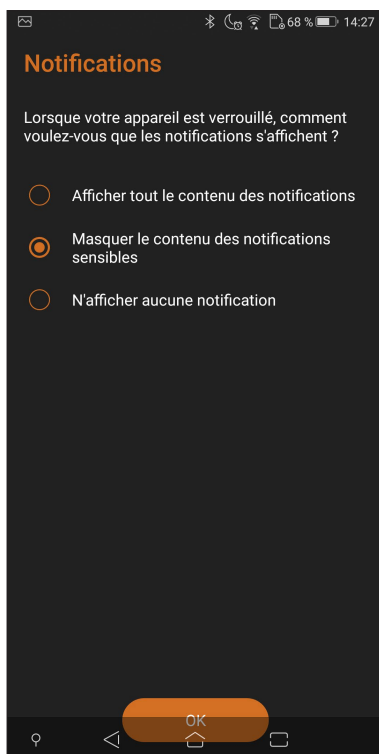 68 % 14:27
Notifications
Lorsque votre appareil est verrouillé, comment
voulez-vous que les notifications s'affichent ?
Afficher tout le contenu des notifications
Masquer le contenu des notifications
sensibles
N'afficher aucune notification
OK